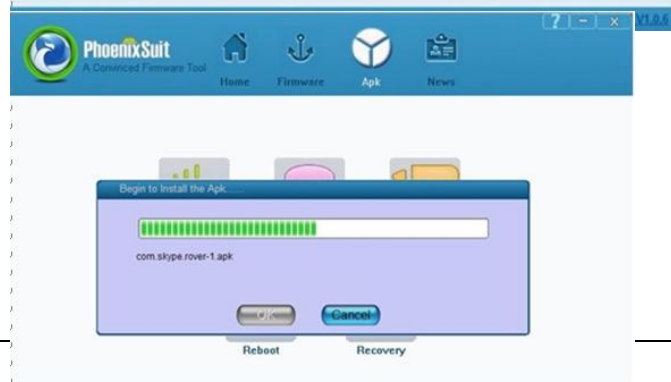 ? - x V1.0.6
PhoenixSuit
A Convinced Firmware Tool
Home Firmware Apk News
Begin to Install the Apk......
com.skype.rover-1.apk
OK Cancel
Reboot Recovery